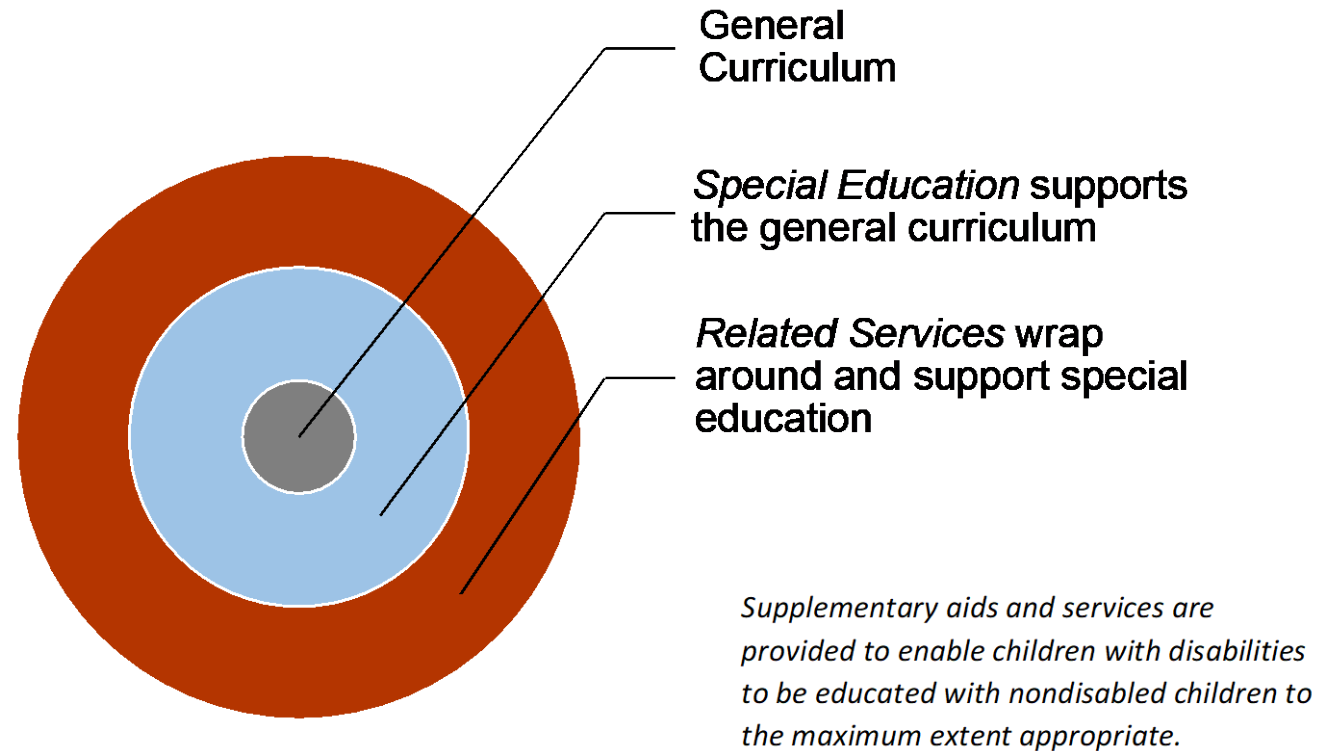 General
Curriculum
Special Education supports
the general curriculum
Related Services wrap
around and support special
education
Supplementary aids and services are
provided to enable children with disabilities
to be educated with nondisabled children to
the maximum extent appropriate.